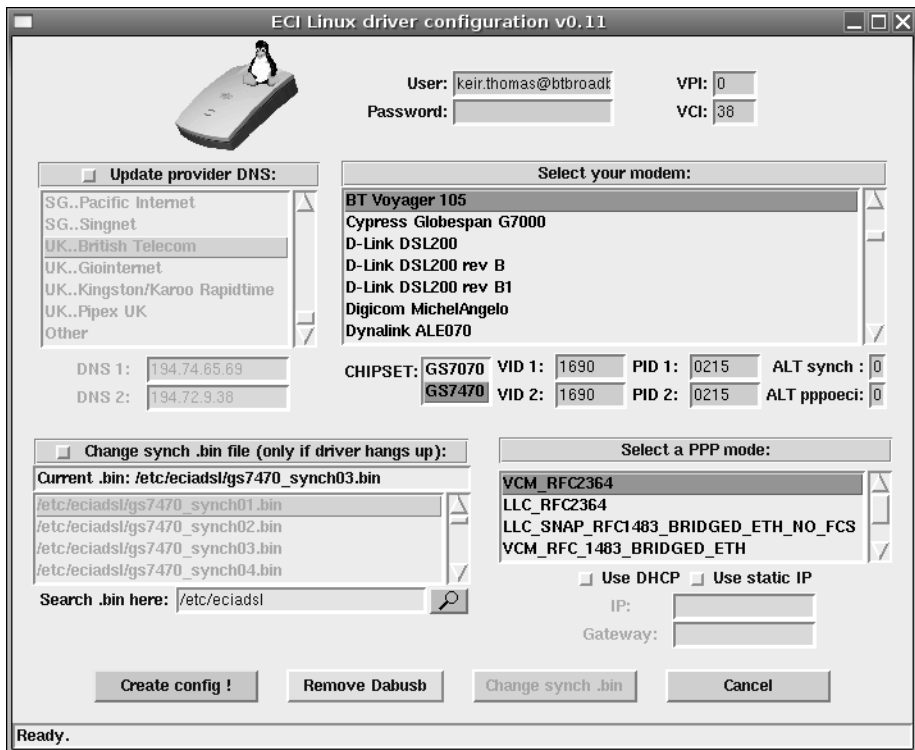 ECI Linux driver configuration v0.11
User: keir.thomas@btbroadb
VPI: 0
Password:
VCI: 38
Update provider DNS:
SG..Pacific Internet
SG..Singnet
UK..British Telecom
UK..Giointernet
UK..Kingston/Karoo Rapidtime
UK..Pipex UK
Other
DNS 1: 194.74.65.69
DNS 2: 194.72.9.38
Select your modem:
BT Voyager 105
Cypress Globespan G7000
D-Link DSL200
D-Link DSL200 rev B
D-Link DSL200 rev B1
Digicom MichelAngelo
Dynalink ALE070
CHIPSET: GS7070 VID 1: 1690 PID 1: 0215 ALT synch : 0
GS7470 VID 2: 1690 PID 2: 0215 ALT pppoeci: 0
Change synch .bin file (only if driver hangs up):
Current .bin: /etc/eciadsl/gs7470_synch03.bin
/etc/eciadsl/gs7470_synch01.bin
/etc/eciadsl/gs7470_synch02.bin
/etc/eciadsl/gs7470_synch03.bin
/etc/eciadsl/gs7470_synch04.bin
Search .bin here: /etc/eciadsl
Select a PPP mode:
VCM_RFC2364
LLC_RFC2364
LLC_SNAP_RFC1483_BRIDGED_ETH_NO_FCS
VCM_RFC_1483_BRIDGED_ETH
Use DHCP Use static IP
IP:
Gateway:
Create config ! Remove Dabusb Change synch .bin Cancel
Ready.